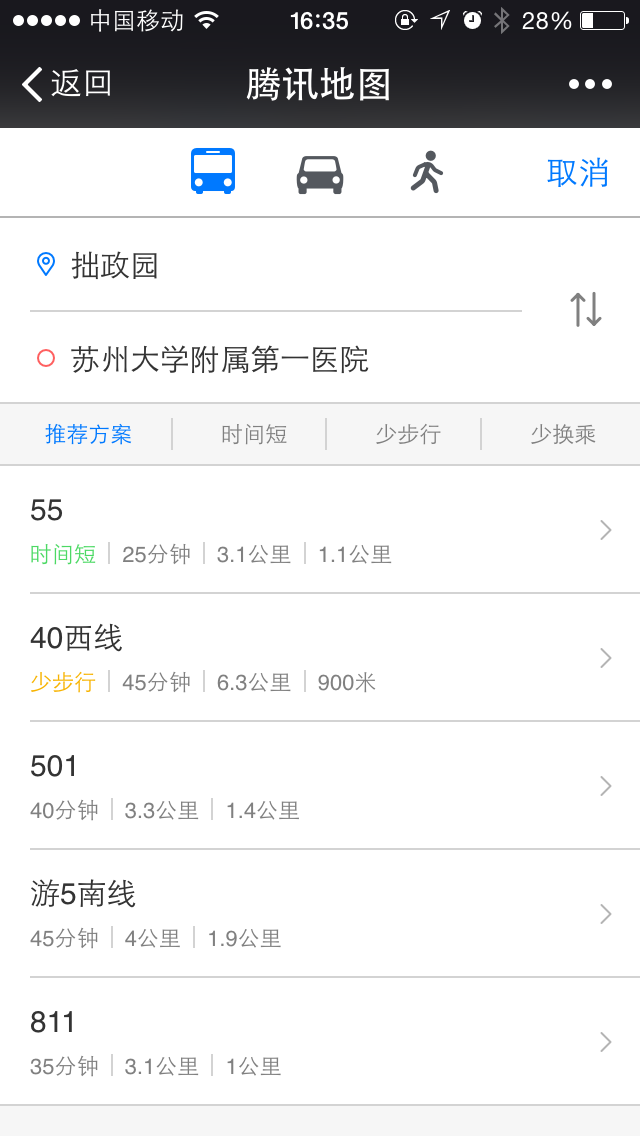 中国移动 16:35 28%
返回 腾讯地图
取消
拙政园
苏州大学附属第一医院
推荐方案 时间短 少步行 少换乘
55
时间短 25分钟 3.1公里 1.1公里
40西线
少步行 45分钟 6.3公里 900米
501
40分钟 3.3公里 1.4公里
游5南线
45分钟 4公里 1.9公里
811
35分钟 3.1公里 1公里